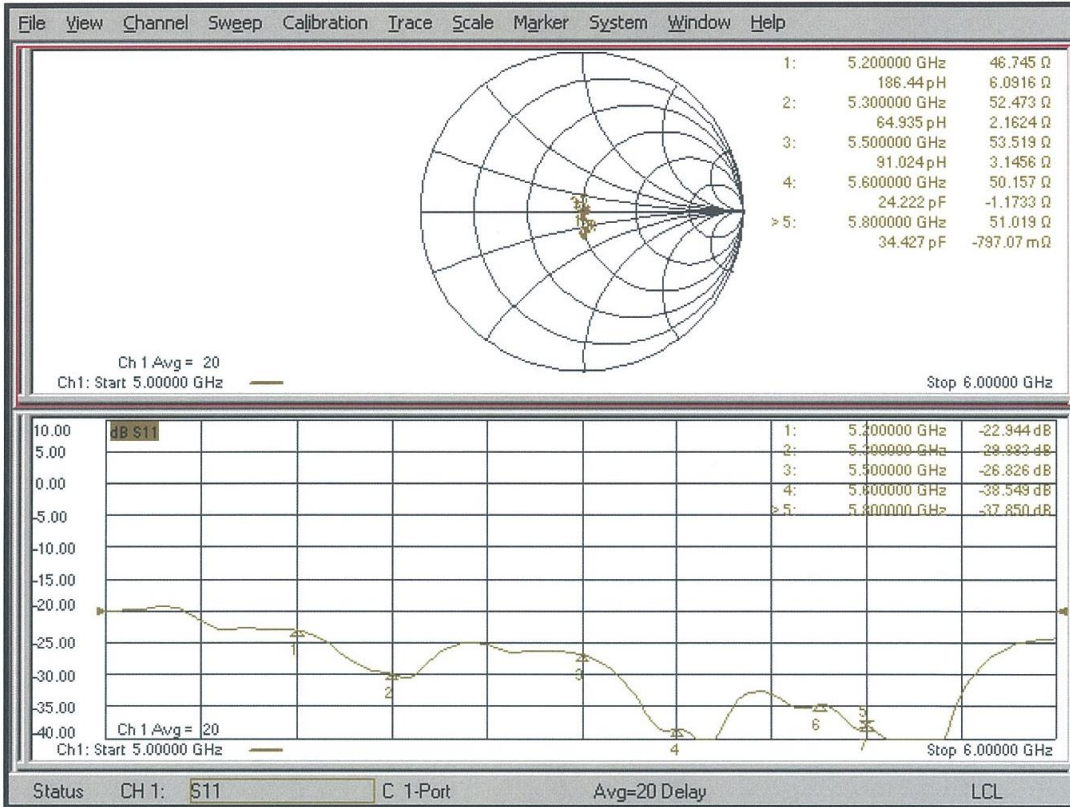 File View Channel Sweep Calibration Trace Scale Marker System Window Help
1: 5.200000 GHz 46.745 Ω
186.44 pH 6.0916 Ω
2: 5.300000 GHz 52.473 Ω
64.935 pH 2.1624 Ω
3: 5.500000 GHz 53.519 Ω
91.024 pH 3.1456 Ω
4: 5.600000 GHz 50.157 Ω
24.222 pF -1.1733 Ω
>5: 5.800000 GHz 51.019 Ω
34.427 pF -797.07 mΩ
Ch 1 Avg = 20
Ch1: Start 5.00000 GHz Stop 6.00000 GHz
10.00 dB S11 1: 5.200000 GHz -22.944 dB
5.00 2: 5.300000 GHz -29.883 dB
3: 5.500000 GHz -26.826 dB
0.00 4: 5.600000 GHz -38.549 dB
-5.00 >5: 5.800000 GHz -37.850 dB
-10.00
-15.00
-20.00
-25.00
1
-30.00
2 3
-35.00
6 5
-40.00 Ch 1 Avg = 20
4
Ch1: Start 5.00000 GHz Stop 6.00000 GHz
Status CH 1: S11 C 1-Port Avg=20 Delay LCL